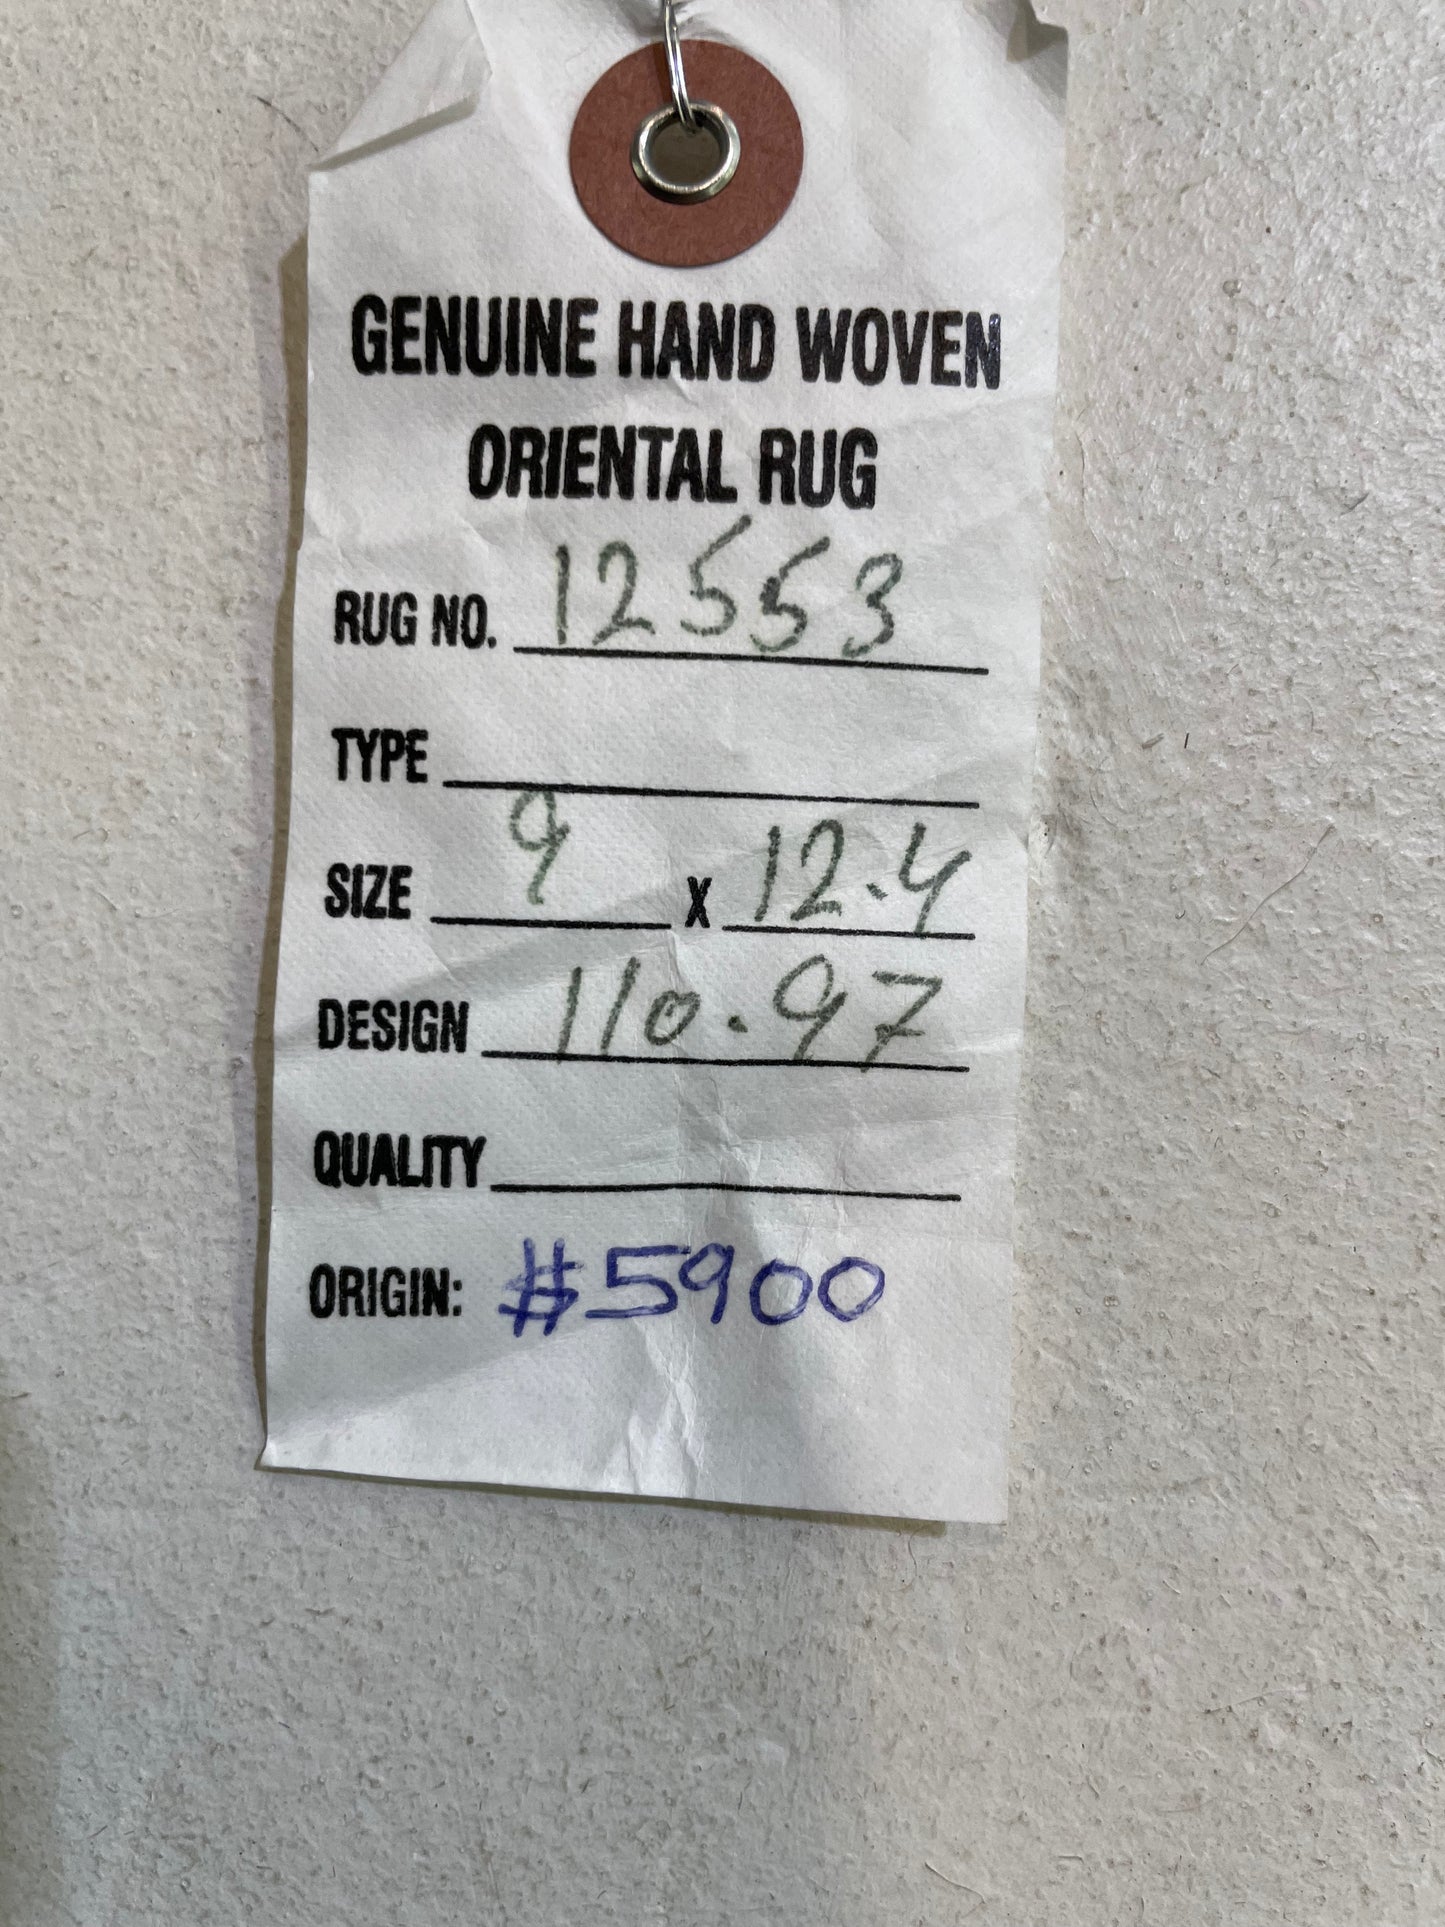 GENUINE HAND WOVEN
ORIENTAL RUG
RUG NO. 12553
TYPE
SIZE 9 X 12.4
DESIGN 110.97
QUALITY
ORIGIN: #5900